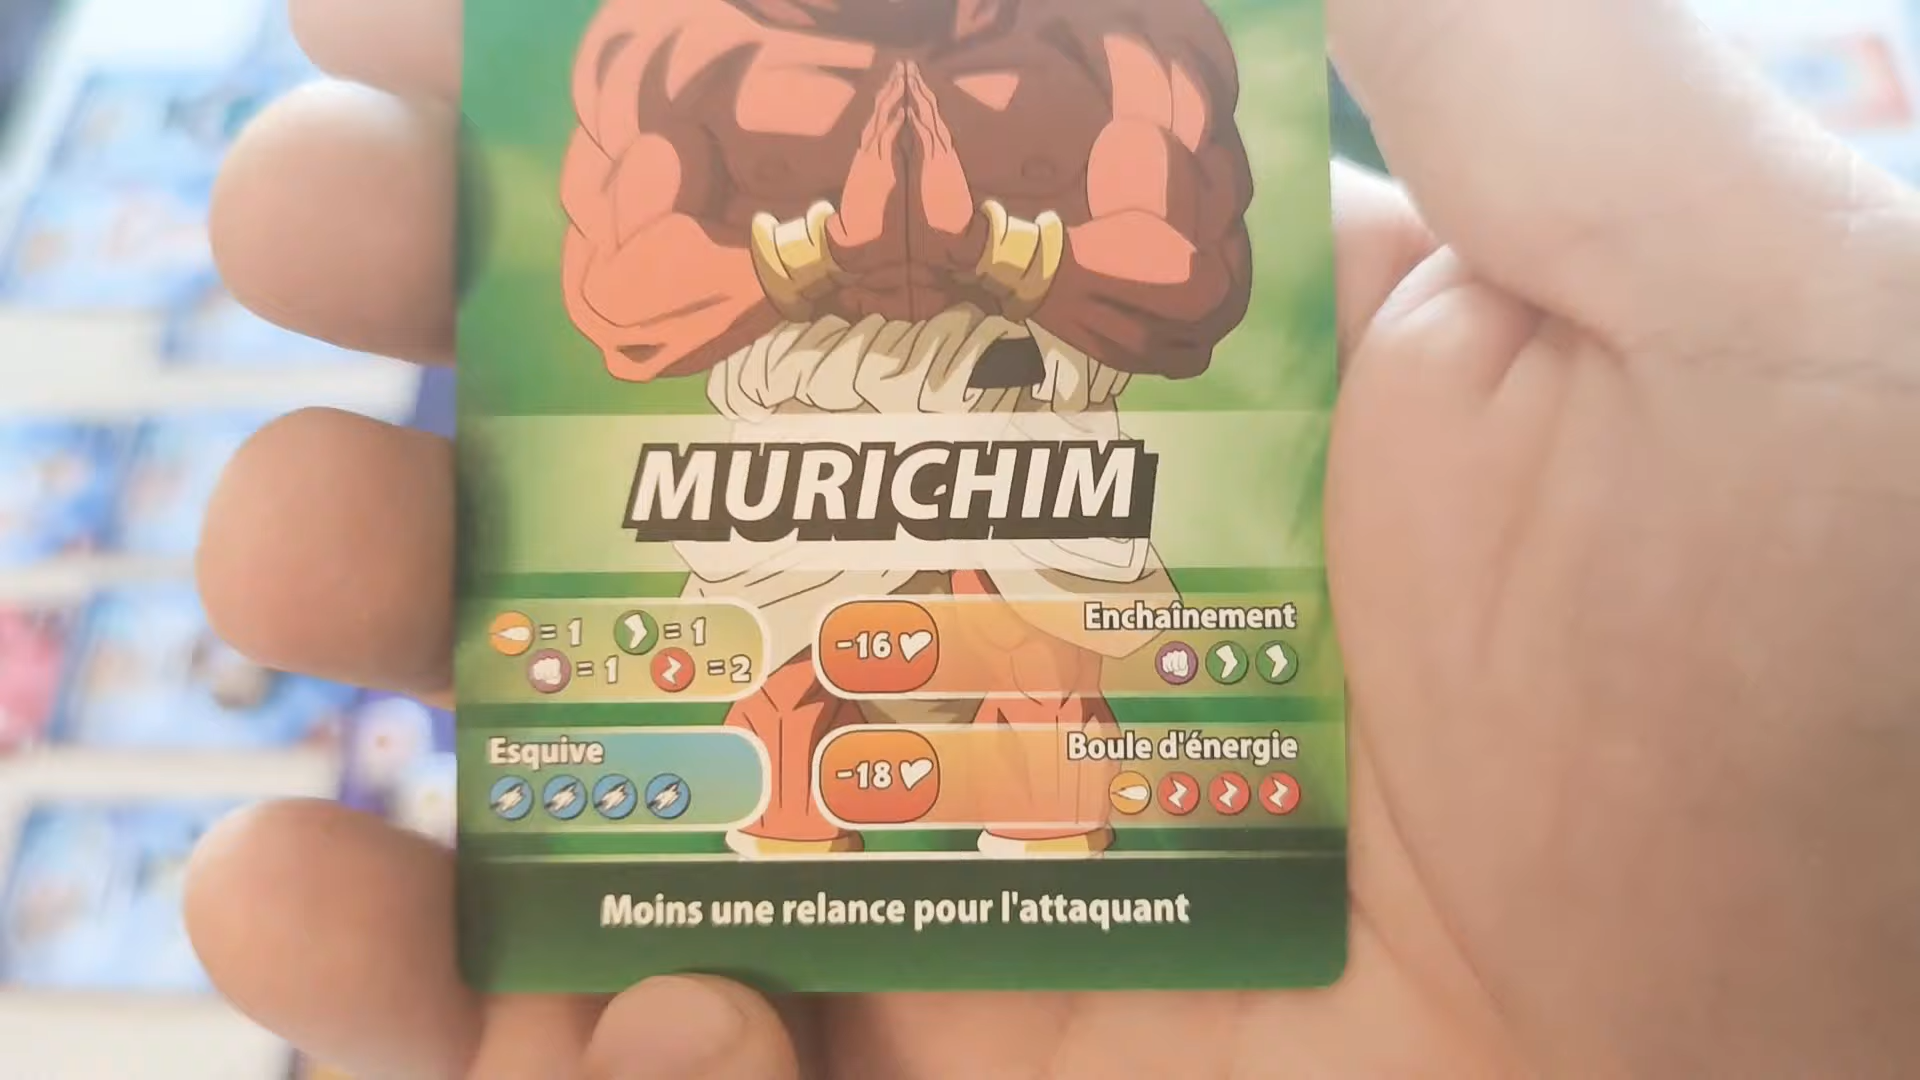 MURICHIM
= 1 = 1
= 1 = 2
-16
Enchaînement
Esquive
-18
Boule d'énergie
Moins une relance pour l'attaquant